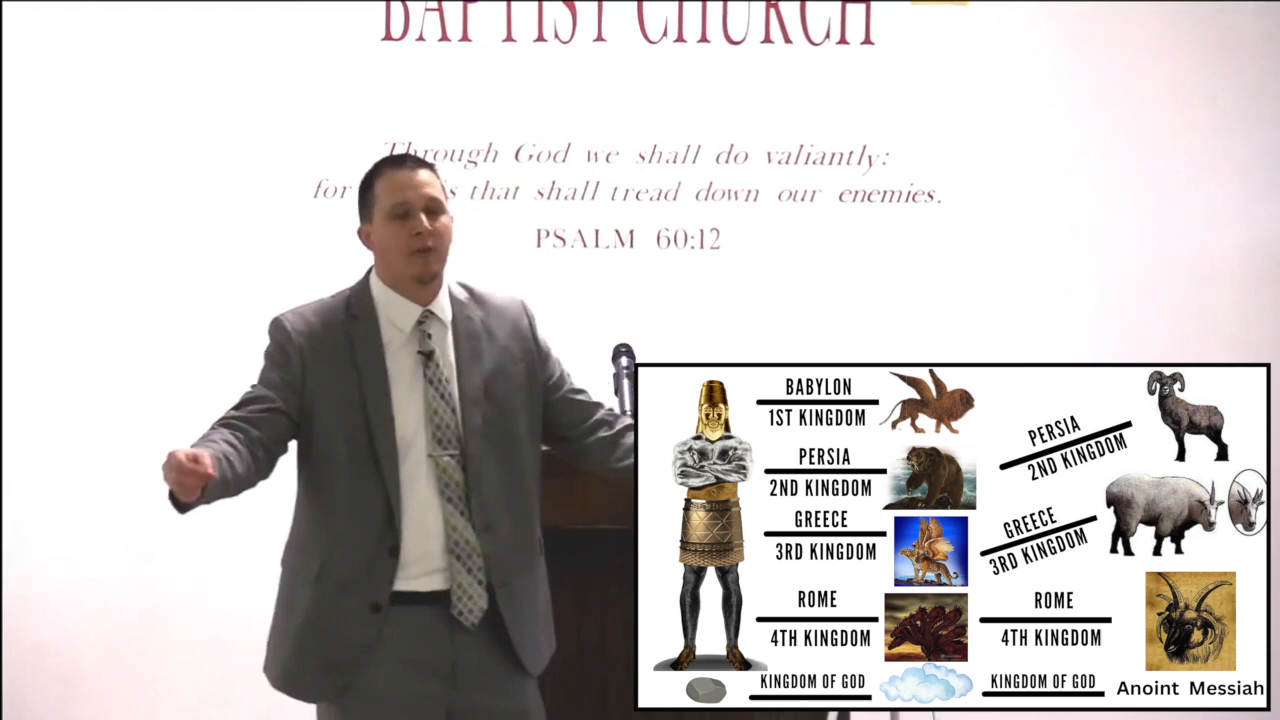 BAPTIST CHURCH
Through God we shall do valiantly:
for is that shall tread down our enemies.
PSALM 60:12
BABYLON
1ST KINGDOM
PERSIA
2ND KINGDOM
GREECE
3RD KINGDOM
ROME
4TH KINGDOM
KINGDOM OF GOD
PERSIA
2ND KINGDOM
GREECE
3RD KINGDOM
ROME
4TH KINGDOM
KINGDOM OF GOD
Anoint Messiah